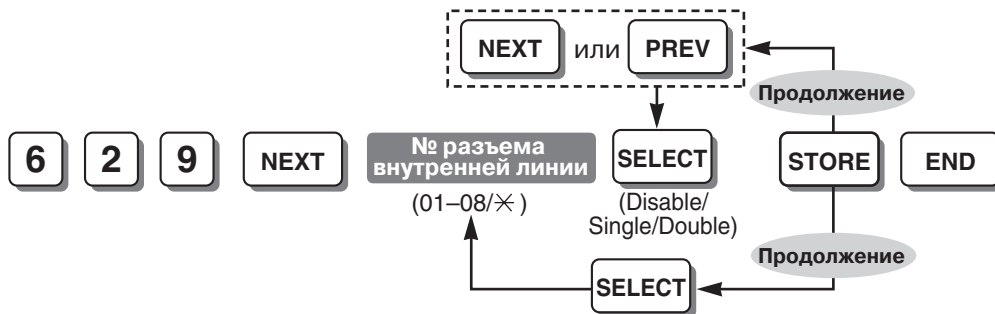 NEXT или PREV
Продолжение
6 2 9 NEXT
№ разъема
внутренней линии
(01–08/✳)
SELECT
(Disable/
Single/Double)
STORE END
Продолжение
SELECT